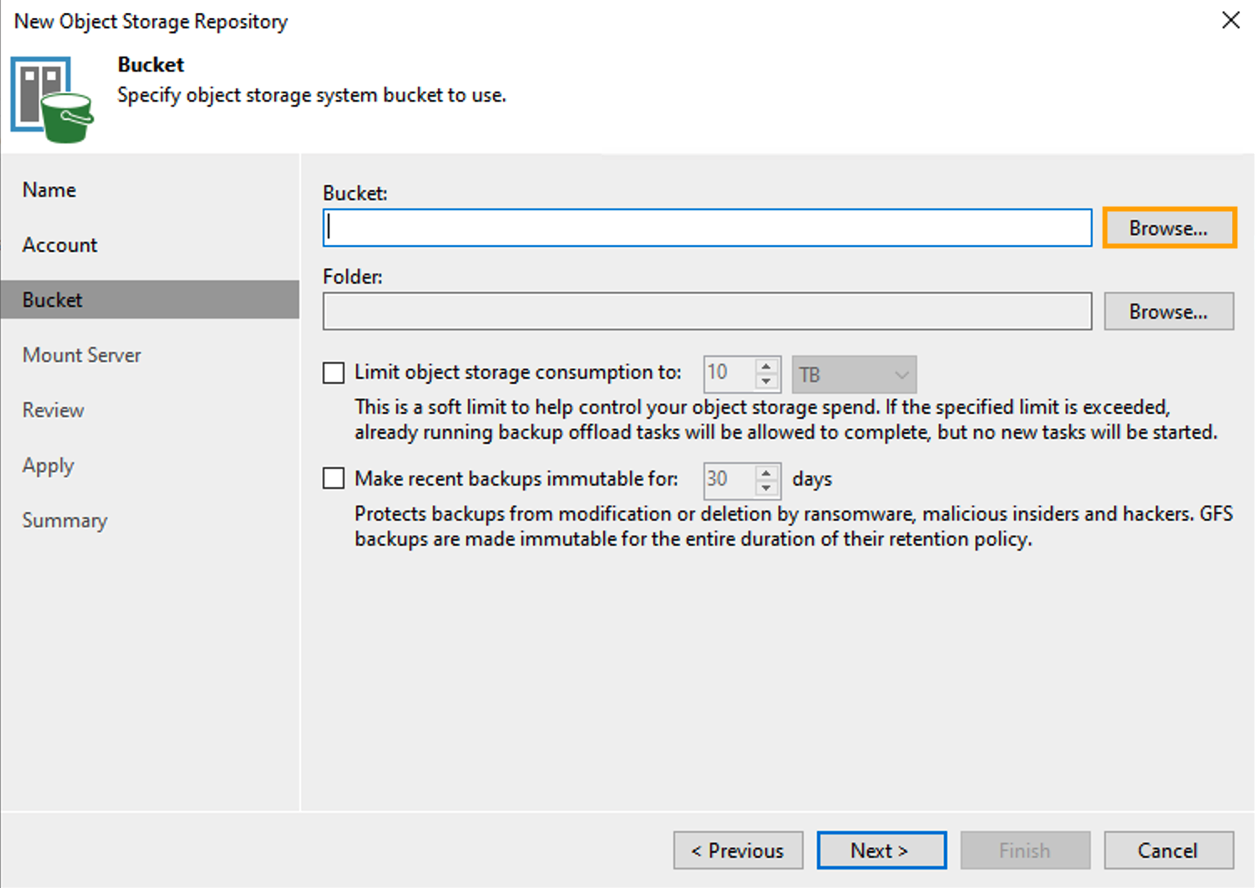 New Object Storage Repository
Bucket
Specify object storage system bucket to use.
Name
Account
Bucket
Mount Server
Review
Apply
Summary
Bucket:
Browse...
Folder:
Browse...
Limit object storage consumption to: 10 TB
This is a soft limit to help control your object storage spend. If the specified limit is exceeded,
already running backup offload tasks will be allowed to complete, but no new tasks will be started.
Make recent backups immutable for: 30 days
Protects backups from modification or deletion by ransomware, malicious insiders and hackers. GFS
backups are made immutable for the entire duration of their retention policy.
< Previous Next > Finish Cancel